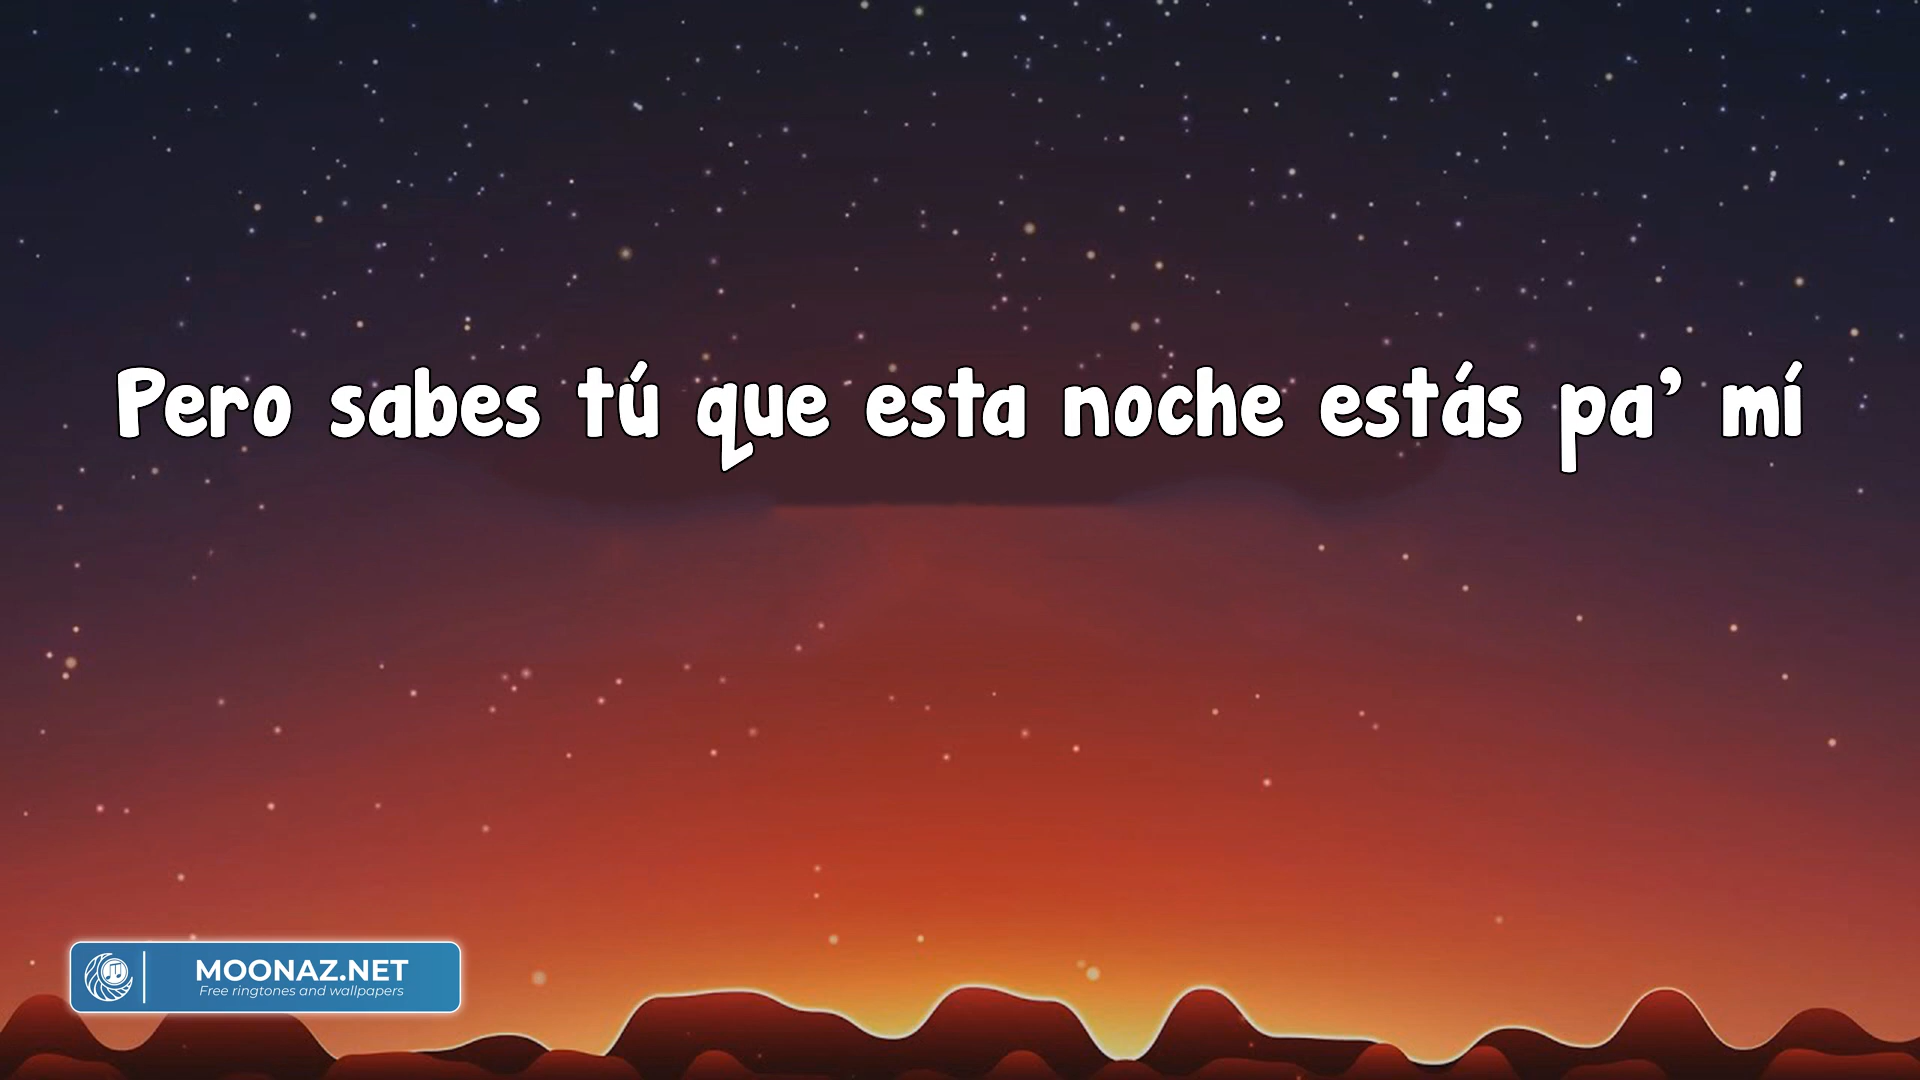 Pero sabes tú que esta noche estás pa’ mí
MOONAZ.NET
Free ringtones and wallpapers